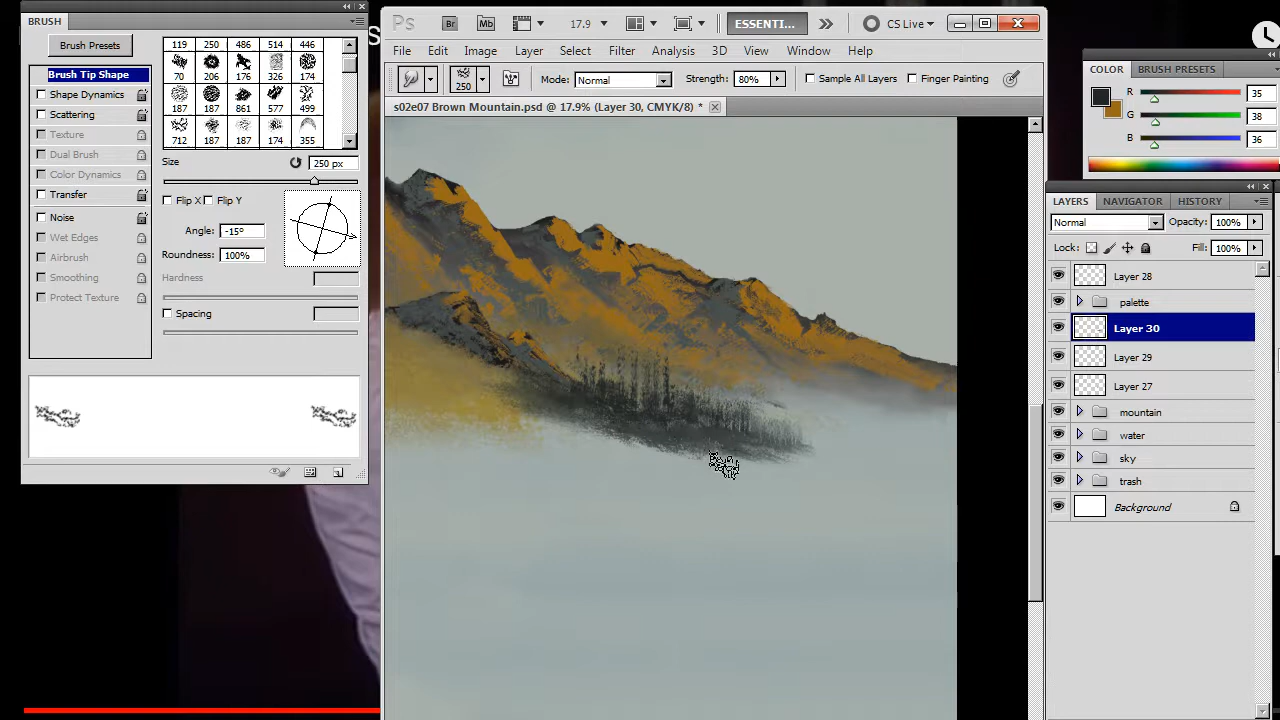 BRUSH
Brush Presets
Brush Tip Shape
Shape Dynamics
Scattering
Texture
Dual Brush
Color Dynamics
Transfer
Noise
Wet Edges
Airbrush
Smoothing
Protect Texture
119 250 486 514 446
70 206 176 326 174
187 187 861 577 499
712 187 187 174 355
Size
250 px
Flip X Flip Y
Angle: -15º
Roundness: 100%
Hardness
Spacing
Ps Br Mb 17.9 ESSENTI... CS Live
File Edit Image Layer Select Filter Analysis 3D View Window Help
250 Mode: Normal Strength: 80% Sample All Layers Finger Painting
s02e07 Brown Mountain.psd @ 17.9% (Layer 30, CMYK/8) *
COLOR BRUSH PRESETS
R 35
G 38
B 36
LAYERS NAVIGATOR HISTORY
Normal Opacity: 100%
Lock: Fill: 100%
Layer 28
palette
Layer 30
Layer 29
Layer 27
mountain
water
sky
trash
Background